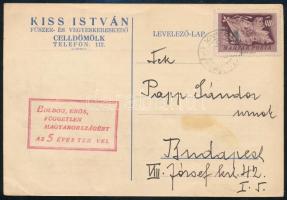 KISS ISTVÁN
FŰSZER- ÉS VEGYESKERESKEDŐ
CELLDÖMÖLK
TELEFON: 112.
LEVELEZŐ-LAP
MAGYAR POSTA
BOLDOG, ERŐS,
FÜGGETLEN
MAGYARORSZÁGÉRT
AZ 5 ÉVES TERVVEL
Papp Sándor
urnak
Budapest
VIII. József krt 42.
I. 5.